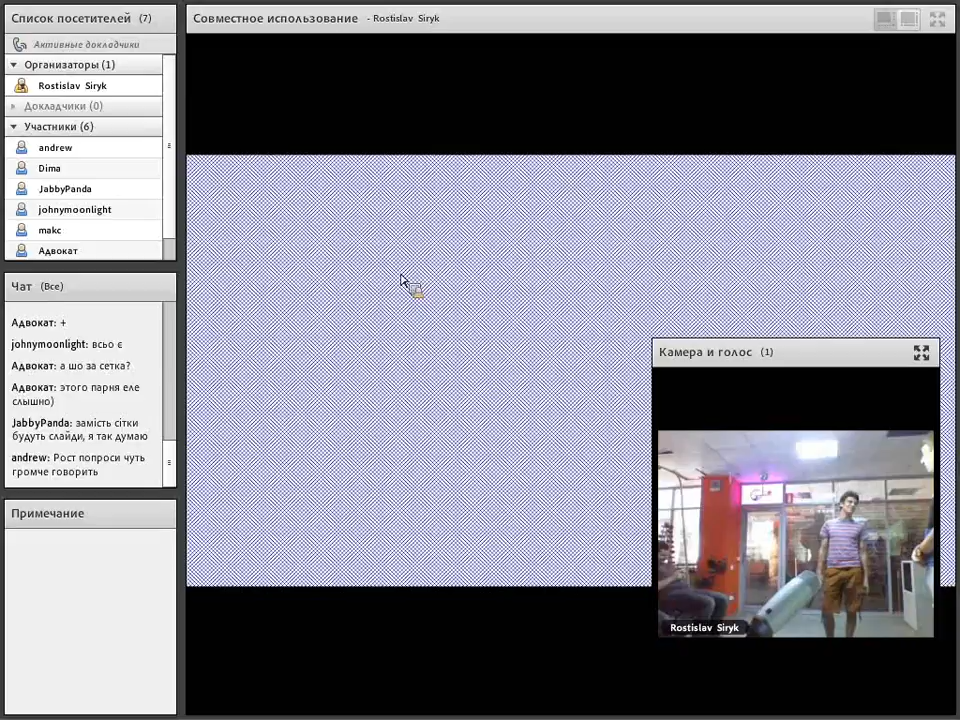 Список посетителей (7)
Активные докладчики
Организаторы (1)
Rostislav Siryk
Докладчики (0)
Участники (6)
andrew
Dima
JabbyPanda
johnymoonlight
макс
Адвокат
Чат (Все)
Адвокат: +
johnymoonlight: всьо є
Адвокат: а шо за сетка?
Адвокат: этого парня еле
слышно)
JabbyPanda: замість сітки
будуть слайди, я так думаю
andrew: Рост попроси чуть
громче говорить
Примечание
Совместное использование - Rostislav Siryk
Камера и голос (1)
Rostislav Siryk